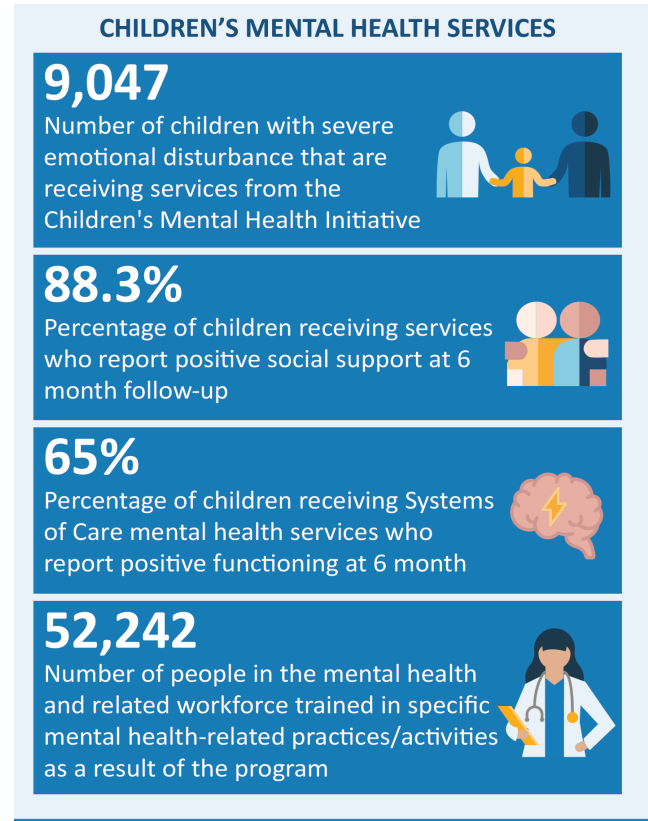 CHILDREN’S MENTAL HEALTH SERVICES
9,047
Number of children with severe
emotional disturbance that are
receiving services from the
Children's Mental Health Initiative
88.3%
Percentage of children receiving services
who report positive social support at 6
month follow-up
65%
Percentage of children receiving Systems
of Care mental health services who
report positive functioning at 6 month
52,242
Number of people in the mental health
and related workforce trained in specific
mental health-related practices/activities
as a result of the program